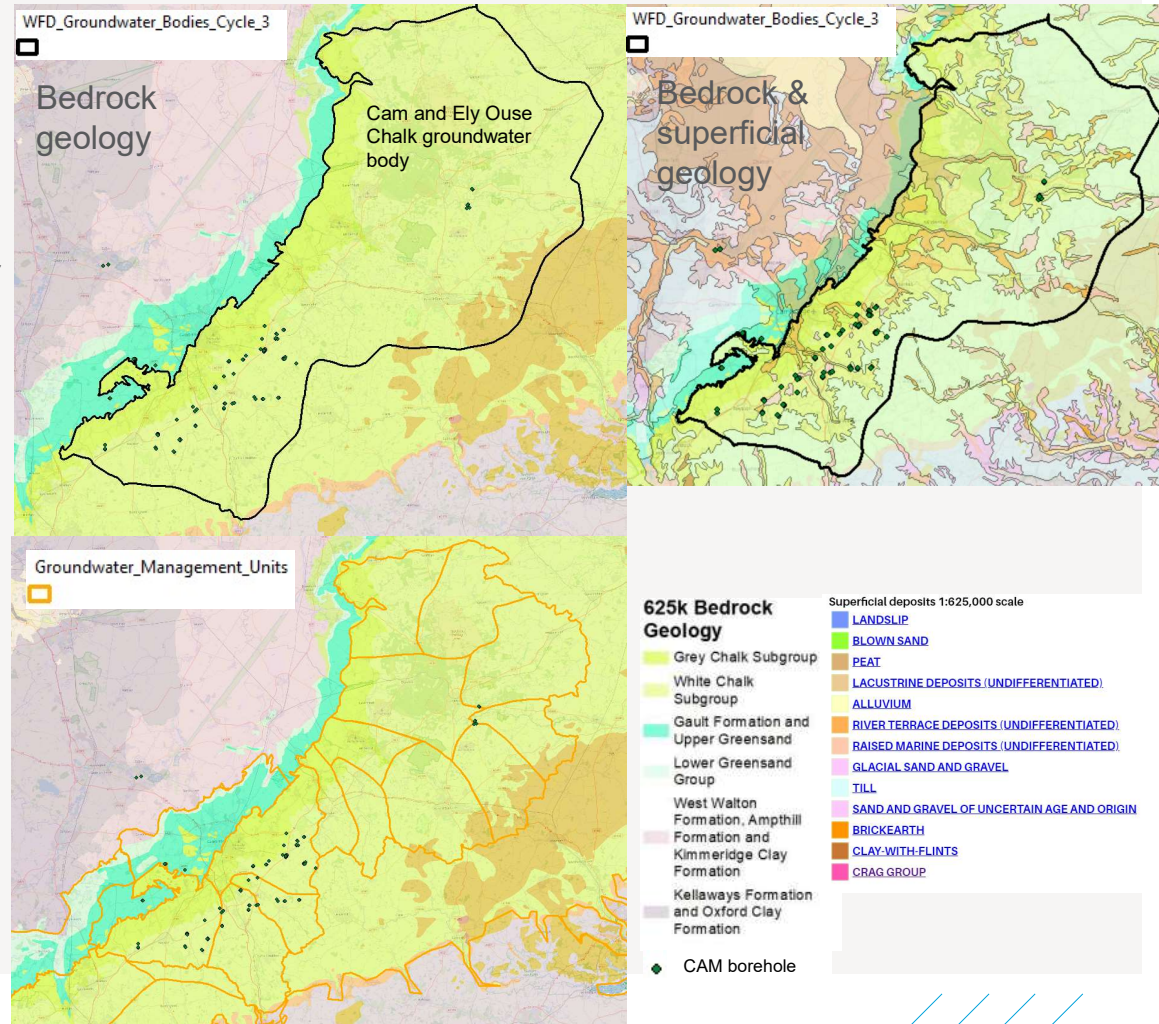 WFD_Groundwater_Bodies_Cycle_3
Bedrock
geology
Cam and Ely Ouse
Chalk groundwater
body
WFD_Groundwater_Bodies_Cycle_3
Bedrock &
superficial
geology
Groundwater_Management_Units
625k Bedrock
Geology
Grey Chalk Subgroup
White Chalk
Subgroup
Gault Formation and
Upper Greensand
Lower Greensand
Group
West Walton
Formation, Ampthill
Formation and
Kimmeridge Clay
Formation
Kellaways Formation
and Oxford Clay
Formation
CAM borehole
Superficial deposits 1:625,000 scale
LANDSLIP
BLOWN SAND
PEAT
LACUSTRINE DEPOSITS (UNDIFFERENTIATED)
ALLUVIUM
RIVER TERRACE DEPOSITS (UNDIFFERENTIATED)
RAISED MARINE DEPOSITS (UNDIFFERENTIATED)
GLACIAL SAND AND GRAVEL
TILL
SAND AND GRAVEL OF UNCERTAIN AGE AND ORIGIN
BRICKEARTH
CLAY-WITH-FLINTS
CRAG GROUP